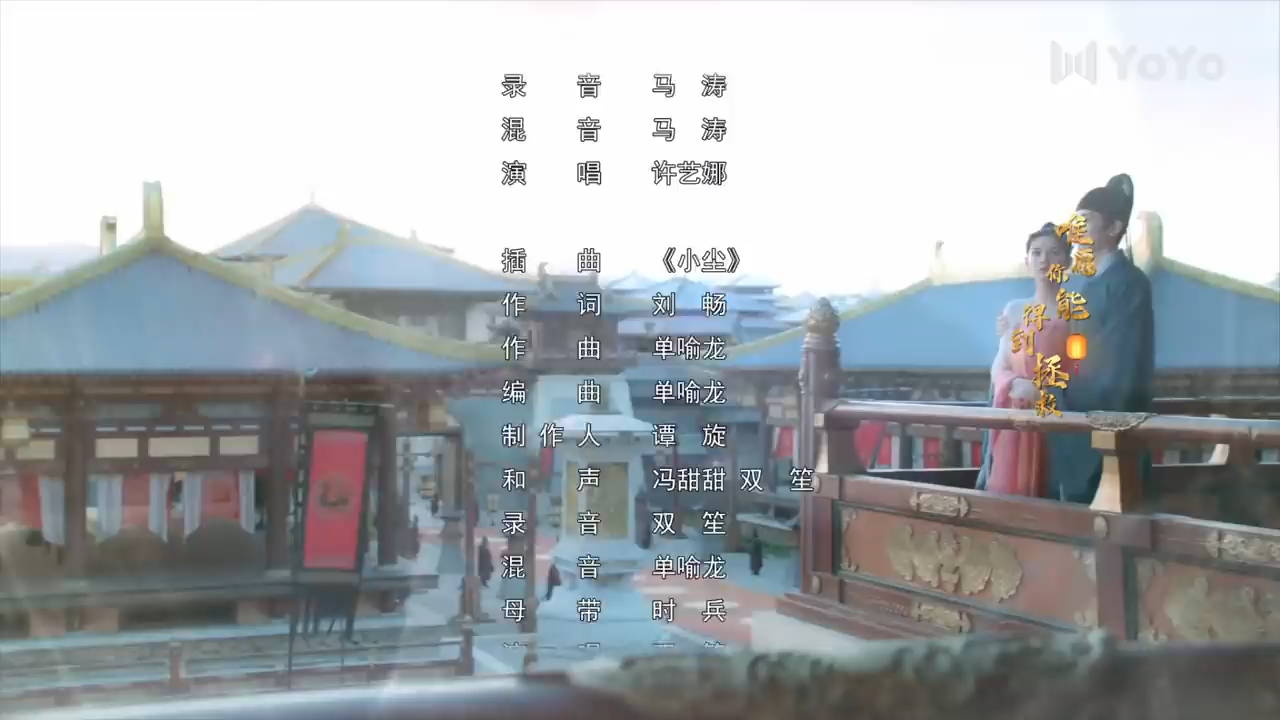 YoYo
录 音 马 涛
混 音 马 涛
演 唱 许艺娜
插 曲 《小尘》
作 词 刘 畅
作 曲 单喻龙
编 曲 单喻龙
制 作 人 谭 旋
和 声 冯甜甜 双 笙
录 音 双 笙
混 音 单喻龙
母 带 时 兵
唯愿
你能
得到
拯救